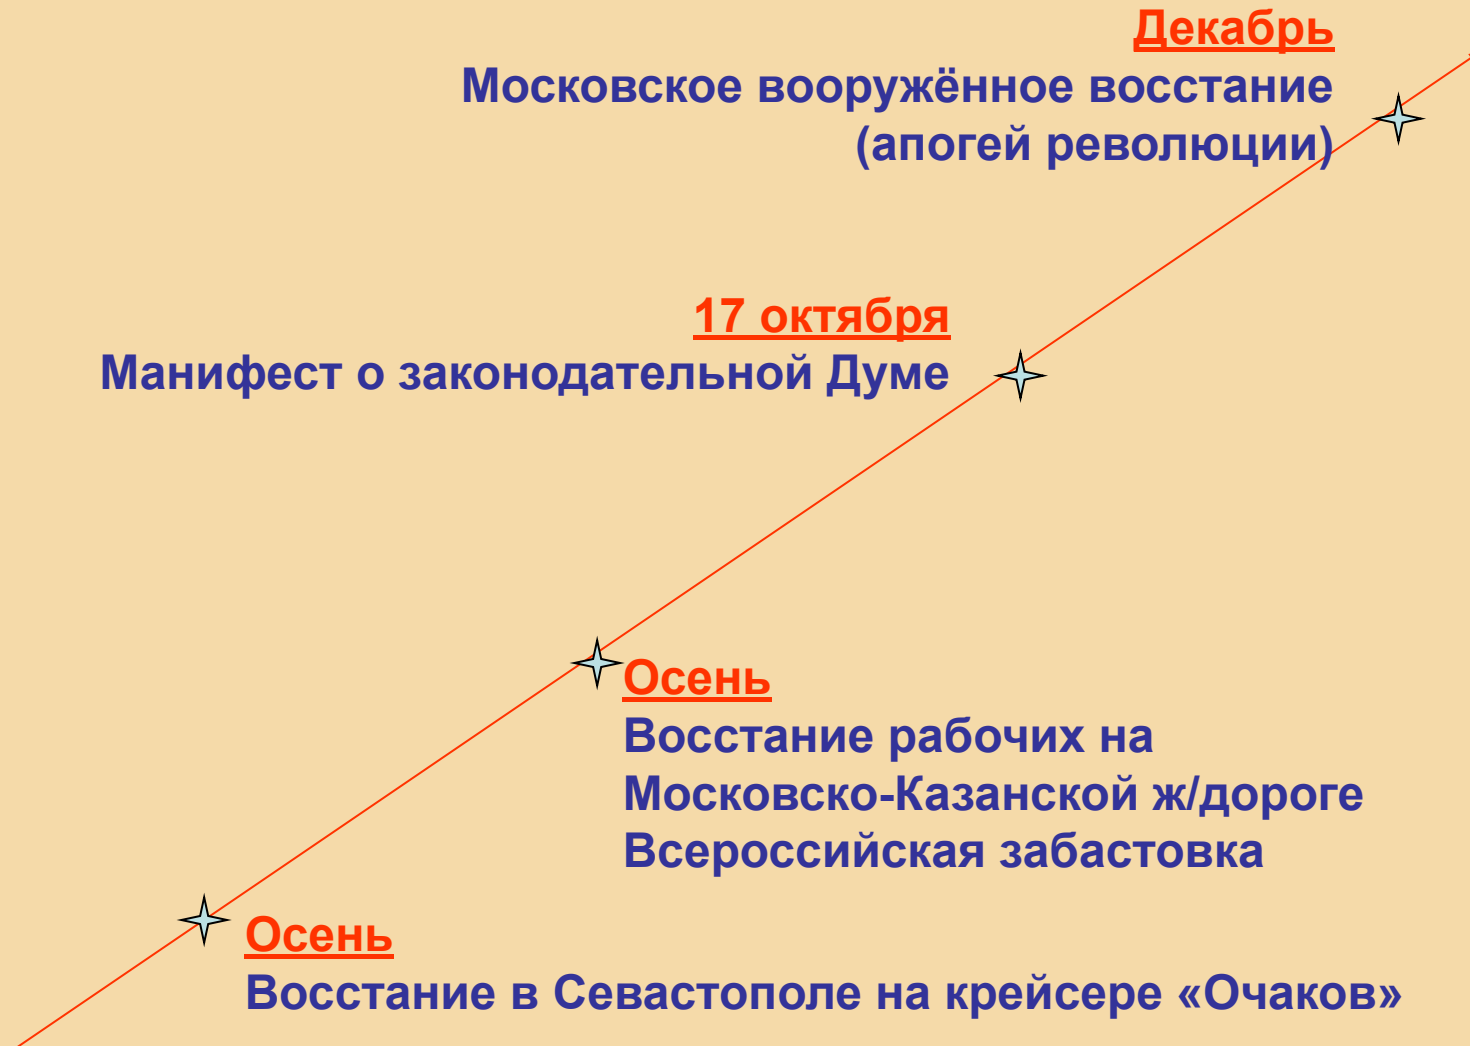 Декабрь
Московское вооружённое восстание
(апогей революции)
17 октября
Манифест о законодательной Думе
Осень
Восстание рабочих на
Московско-Казанской ж/дороге
Всероссийская забастовка
Осень
Восстание в Севастополе на крейсере «Очаков»